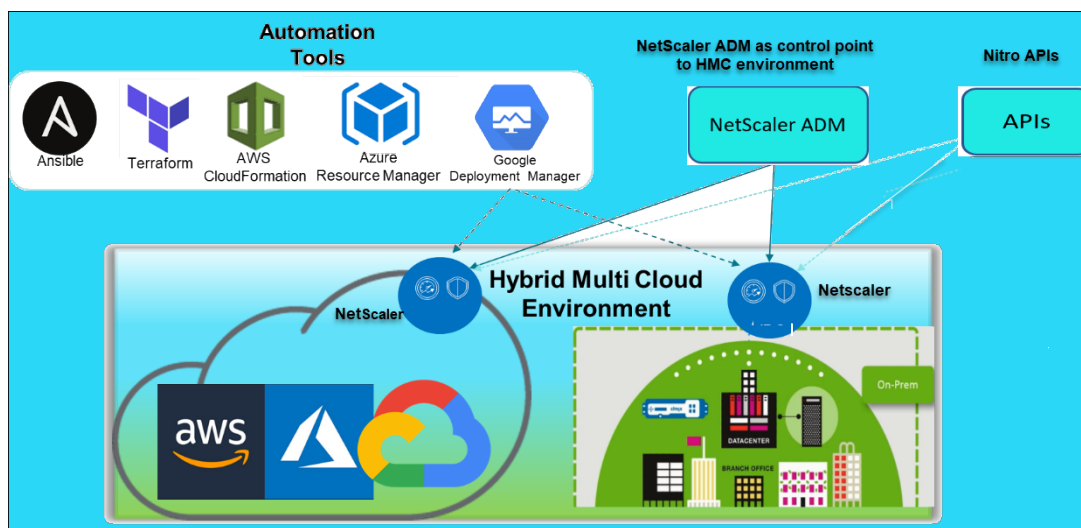 Automation
Tools
NetScaler ADM as control point
to HMC environment
Nitro APIs
NetScaler ADM
APIs
Ansible
Terraform
AWS
CloudFormation
Azure
Resource Manager
Google
Deployment Manager
Hybrid Multi Cloud
Environment
NetScaler
Netscaler
aws
On-Prem
citrix
DATACENTER
BRANCH OFFICE